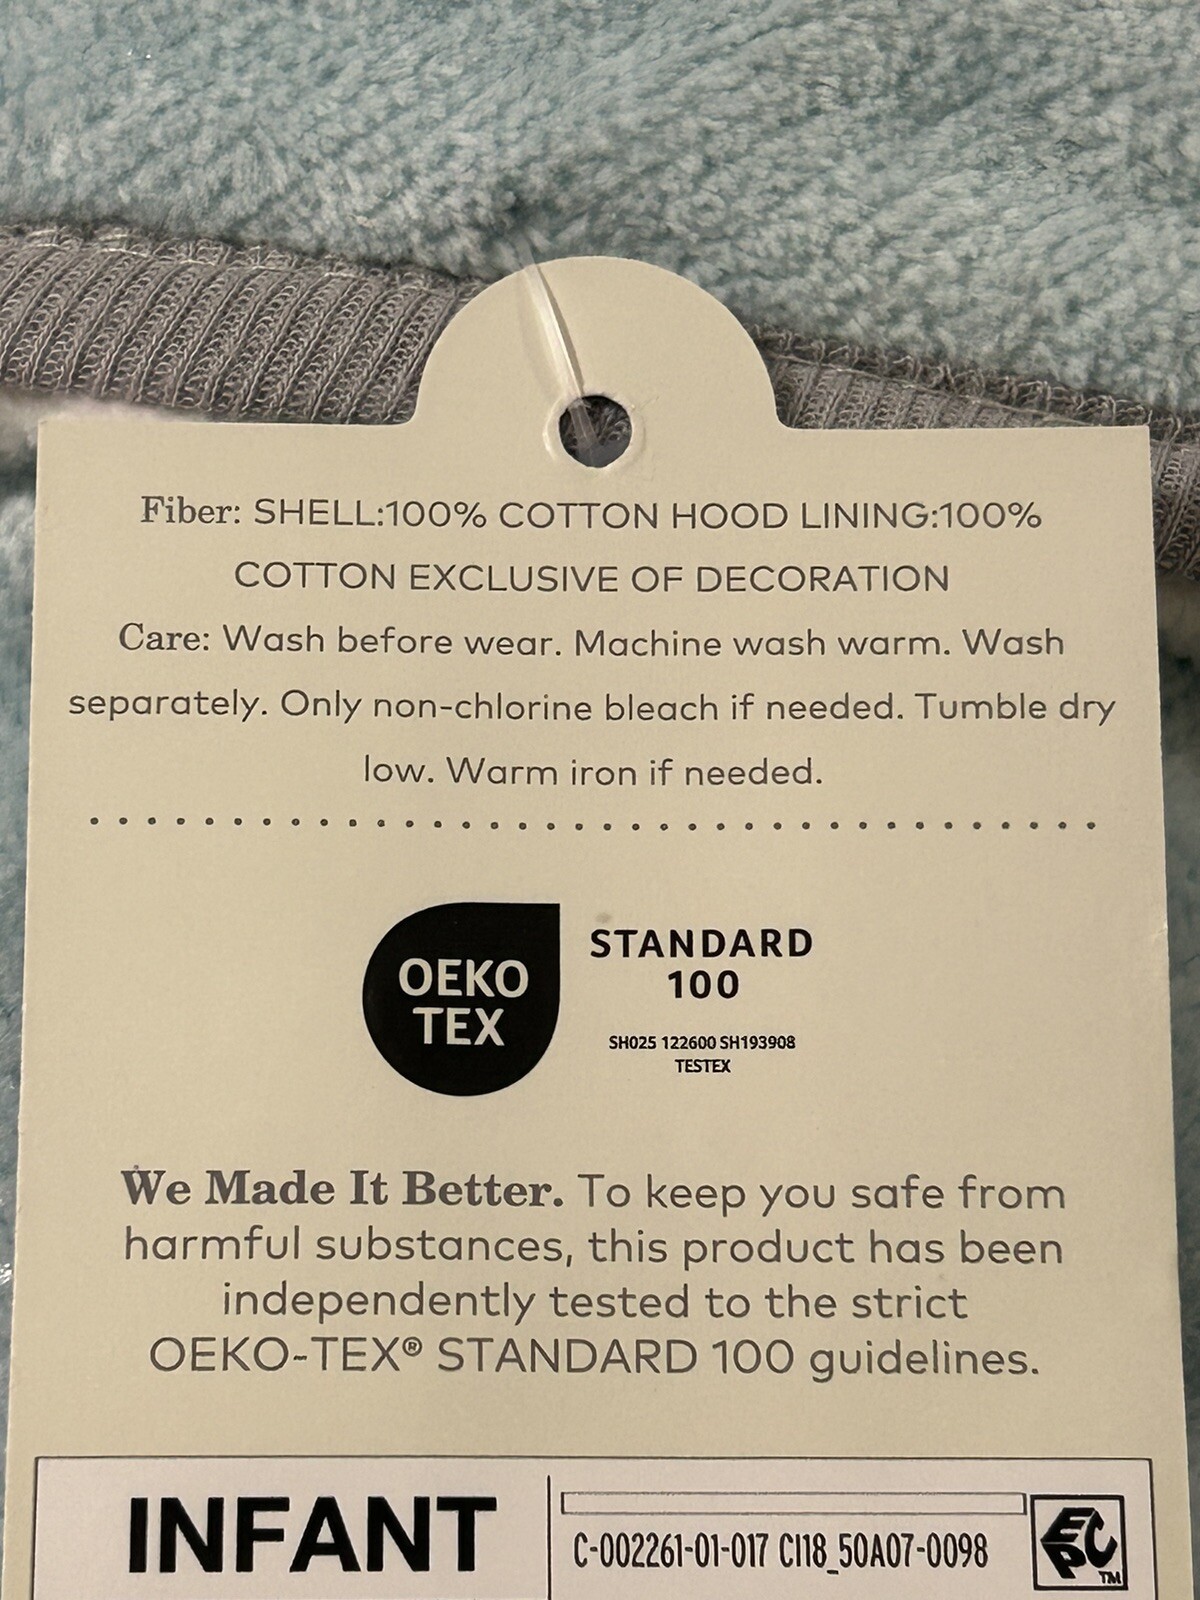 Fiber: SHELL:100% COTTON HOOD LINING:100%
COTTON EXCLUSIVE OF DECORATION
Care: Wash before wear. Machine wash warm. Wash
separately. Only non-chlorine bleach if needed. Tumble dry
low. Warm iron if needed.
OEKO
TEX
STANDARD
100
SH025 122600 SH193908
TESTEX
We Made It Better. To keep you safe from
harmful substances, this product has been
independently tested to the strict
OEKO-TEX® STANDARD 100 guidelines.
INFANT
C-002261-01-017 CI18_50A07-0098
EPC
TM